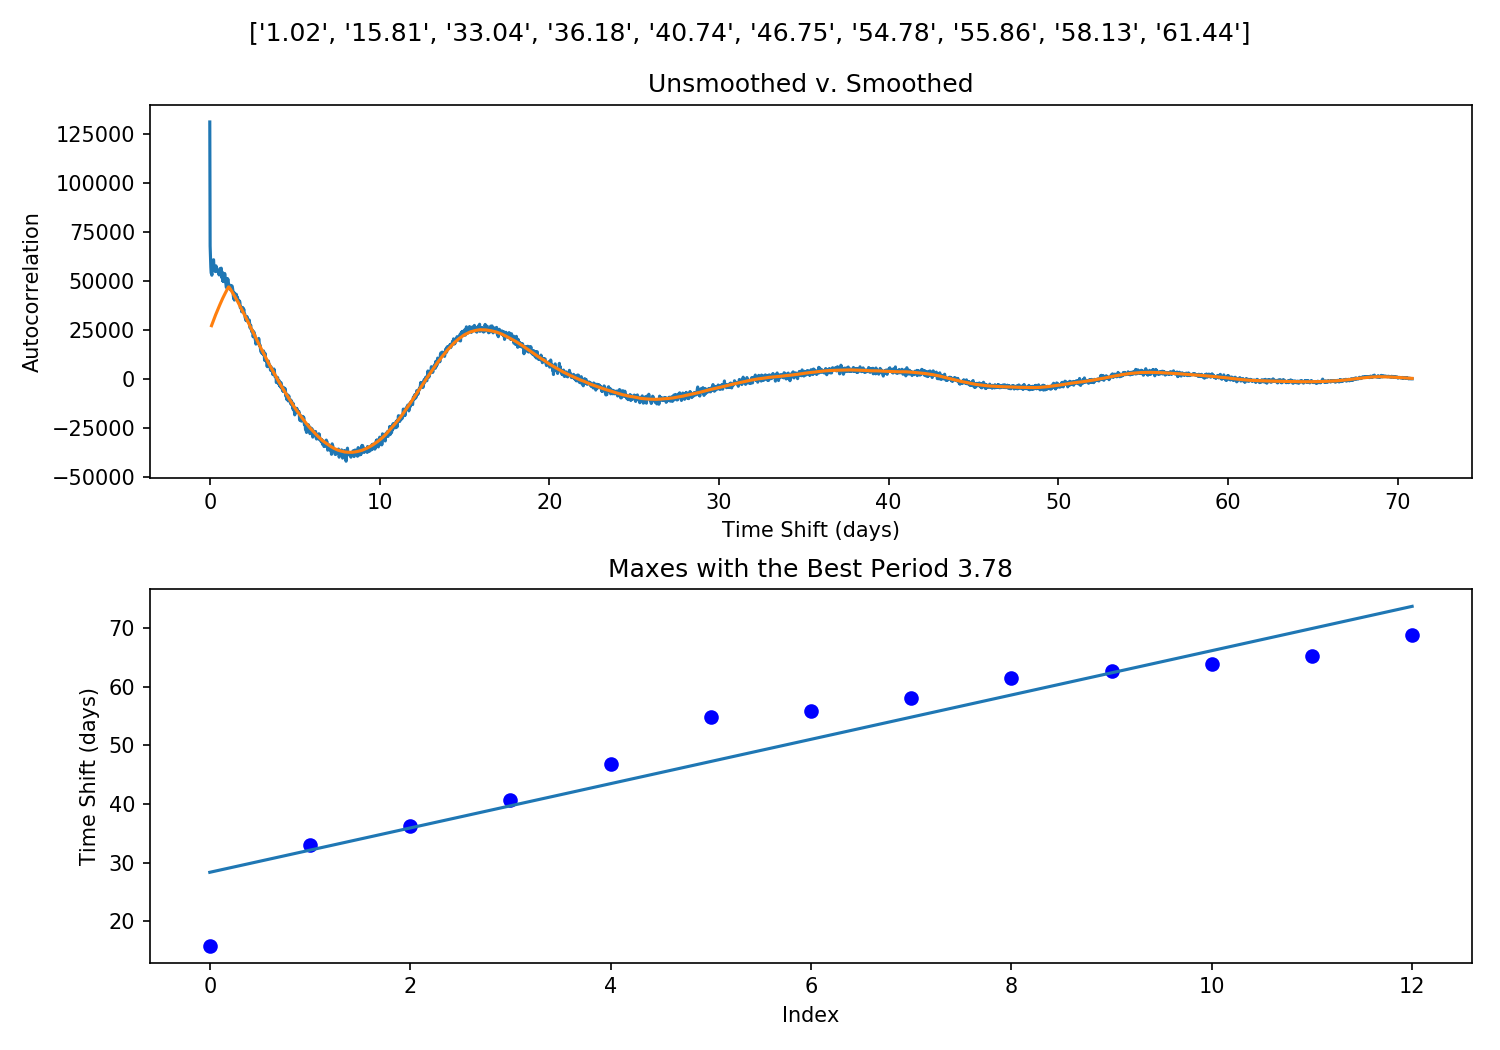 ['1.02', '15.81', '33.04', '36.18', '40.74', '46.75', '54.78', '55.86', '58.13', '61.44']
Unsmoothed v. Smoothed
Autocorrelation
125000
100000
75000
50000
25000
0
−25000
−50000
0 10 20 30 40 50 60 70
Time Shift (days)
Maxes with the Best Period 3.78
Time Shift (days)
70
60
50
40
30
20
0 2 4 6 8 10 12
Index